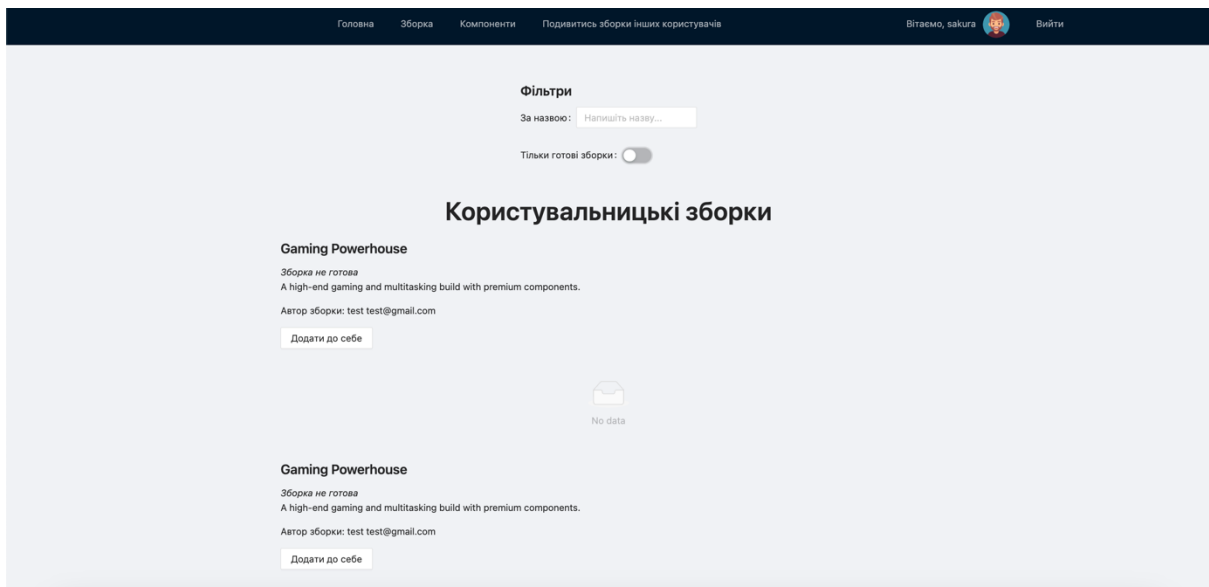 Головна Зборка Компоненти Подивитись зборки інших користувачів Вітаємо, sakura Вийти
Фільтри
За назвою: Напишіть назву...
Тільки готові зборки:
Користувальницькі зборки
Gaming Powerhouse
Зборка не готова
A high-end gaming and multitasking build with premium components.
Автор зборки: test test@gmail.com
Додати до себе
No data
Gaming Powerhouse
Зборка не готова
A high-end gaming and multitasking build with premium components.
Автор зборки: test test@gmail.com
Додати до себе